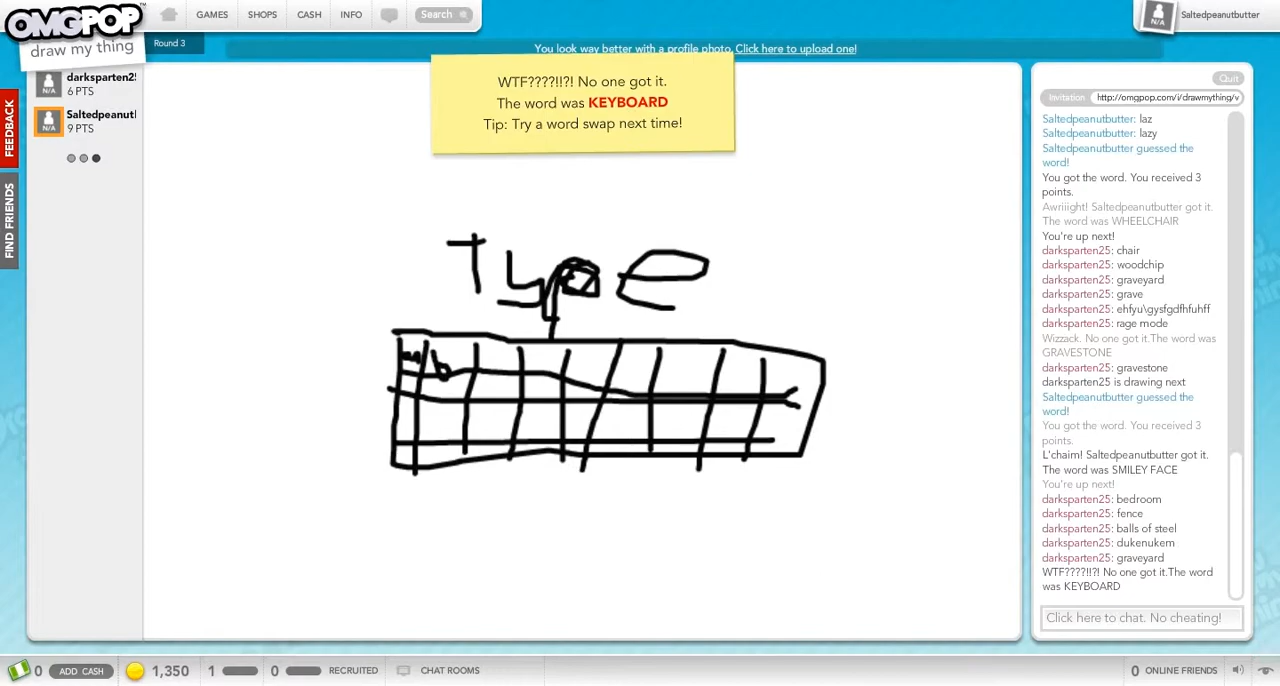 OMGPOP
TM
draw my thing
GAMES
SHOPS
CASH
INFO
Search
N/A
Saltedpeanutbutter
Round 3
You look way better with a profile photo. Click here to upload one!
FEEDBACK
FIND FRIENDS
N/A
darksparten2
6 PTS
N/A
Saltedpeanut
9 PTS
WTF????!!?! No one got it.
The word was KEYBOARD
Tip: Try a word swap next time!
Type
m b
Quit
Invitation http://omgpop.com/i/drawmything/v
Saltedpeanutbutter: laz
Saltedpeanutbutter: lazy
Saltedpeanutbutter guessed the
word!
You got the word. You received 3
points.
Awriiight! Saltedpeanutbutter got it.
The word was WHEELCHAIR
You're up next!
darksparten25: chair
darksparten25: woodchip
darksparten25: graveyard
darksparten25: grave
darksparten25: ehfyu\gysfgdfhfuhff
darksparten25: rage mode
Wizzack. No one got it.The word was
GRAVESTONE
darksparten25: gravestone
darksparten25 is drawing next
Saltedpeanutbutter guessed the
word!
You got the word. You received 3
points.
L'chaim! Saltedpeanutbutter got it.
The word was SMILEY FACE
You're up next!
darksparten25: bedroom
darksparten25: fence
darksparten25: balls of steel
darksparten25: dukenukem
darksparten25: graveyard
WTF????!!?! No one got it.The word
was KEYBOARD
Click here to chat. No cheating!
0
ADD CASH
1,350
1
0
RECRUITED
CHAT ROOMS
0 ONLINE FRIENDS